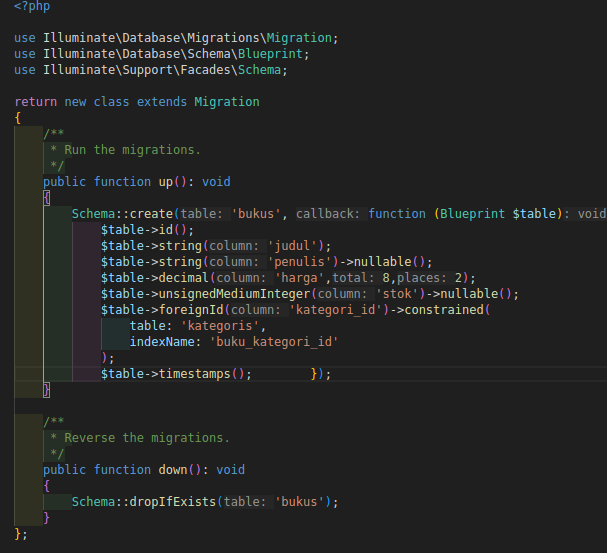 <?php
use Illuminate\Database\Migrations\Migration;
use Illuminate\Database\Schema\Blueprint;
use Illuminate\Support\Facades\Schema;
return new class extends Migration
{
/**
* Run the migrations.
*/
public function up(): void
{
Schema::create(table: 'bukus', callback: function (Blueprint $table): void
$table->id();
$table->string(column: 'judul');
$table->string(column: 'penulis')->nullable();
$table->decimal(column: 'harga',total: 8,places: 2);
$table->unsignedMediumInteger(column: 'stok')->nullable();
$table->foreignId(column: 'kategori_id')->constrained(
table: 'kategoris',
indexName: 'buku_kategori_id'
);
$table->timestamps(); });
}
/**
* Reverse the migrations.
*/
public function down(): void
{
Schema::dropIfExists(table: 'bukus');
}
};